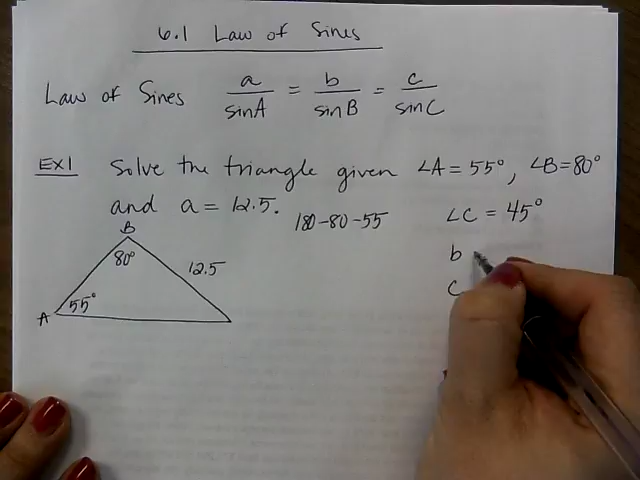 6.1 Law of Sines
Law of Sines a/sinA = b/sinB = c/sinC
EX1 Solve the triangle given ∠A = 55°, ∠B = 80°
and a = 12.5. 180-80-55 ∠C = 45°
B
80° 12.5 b
55° c
A